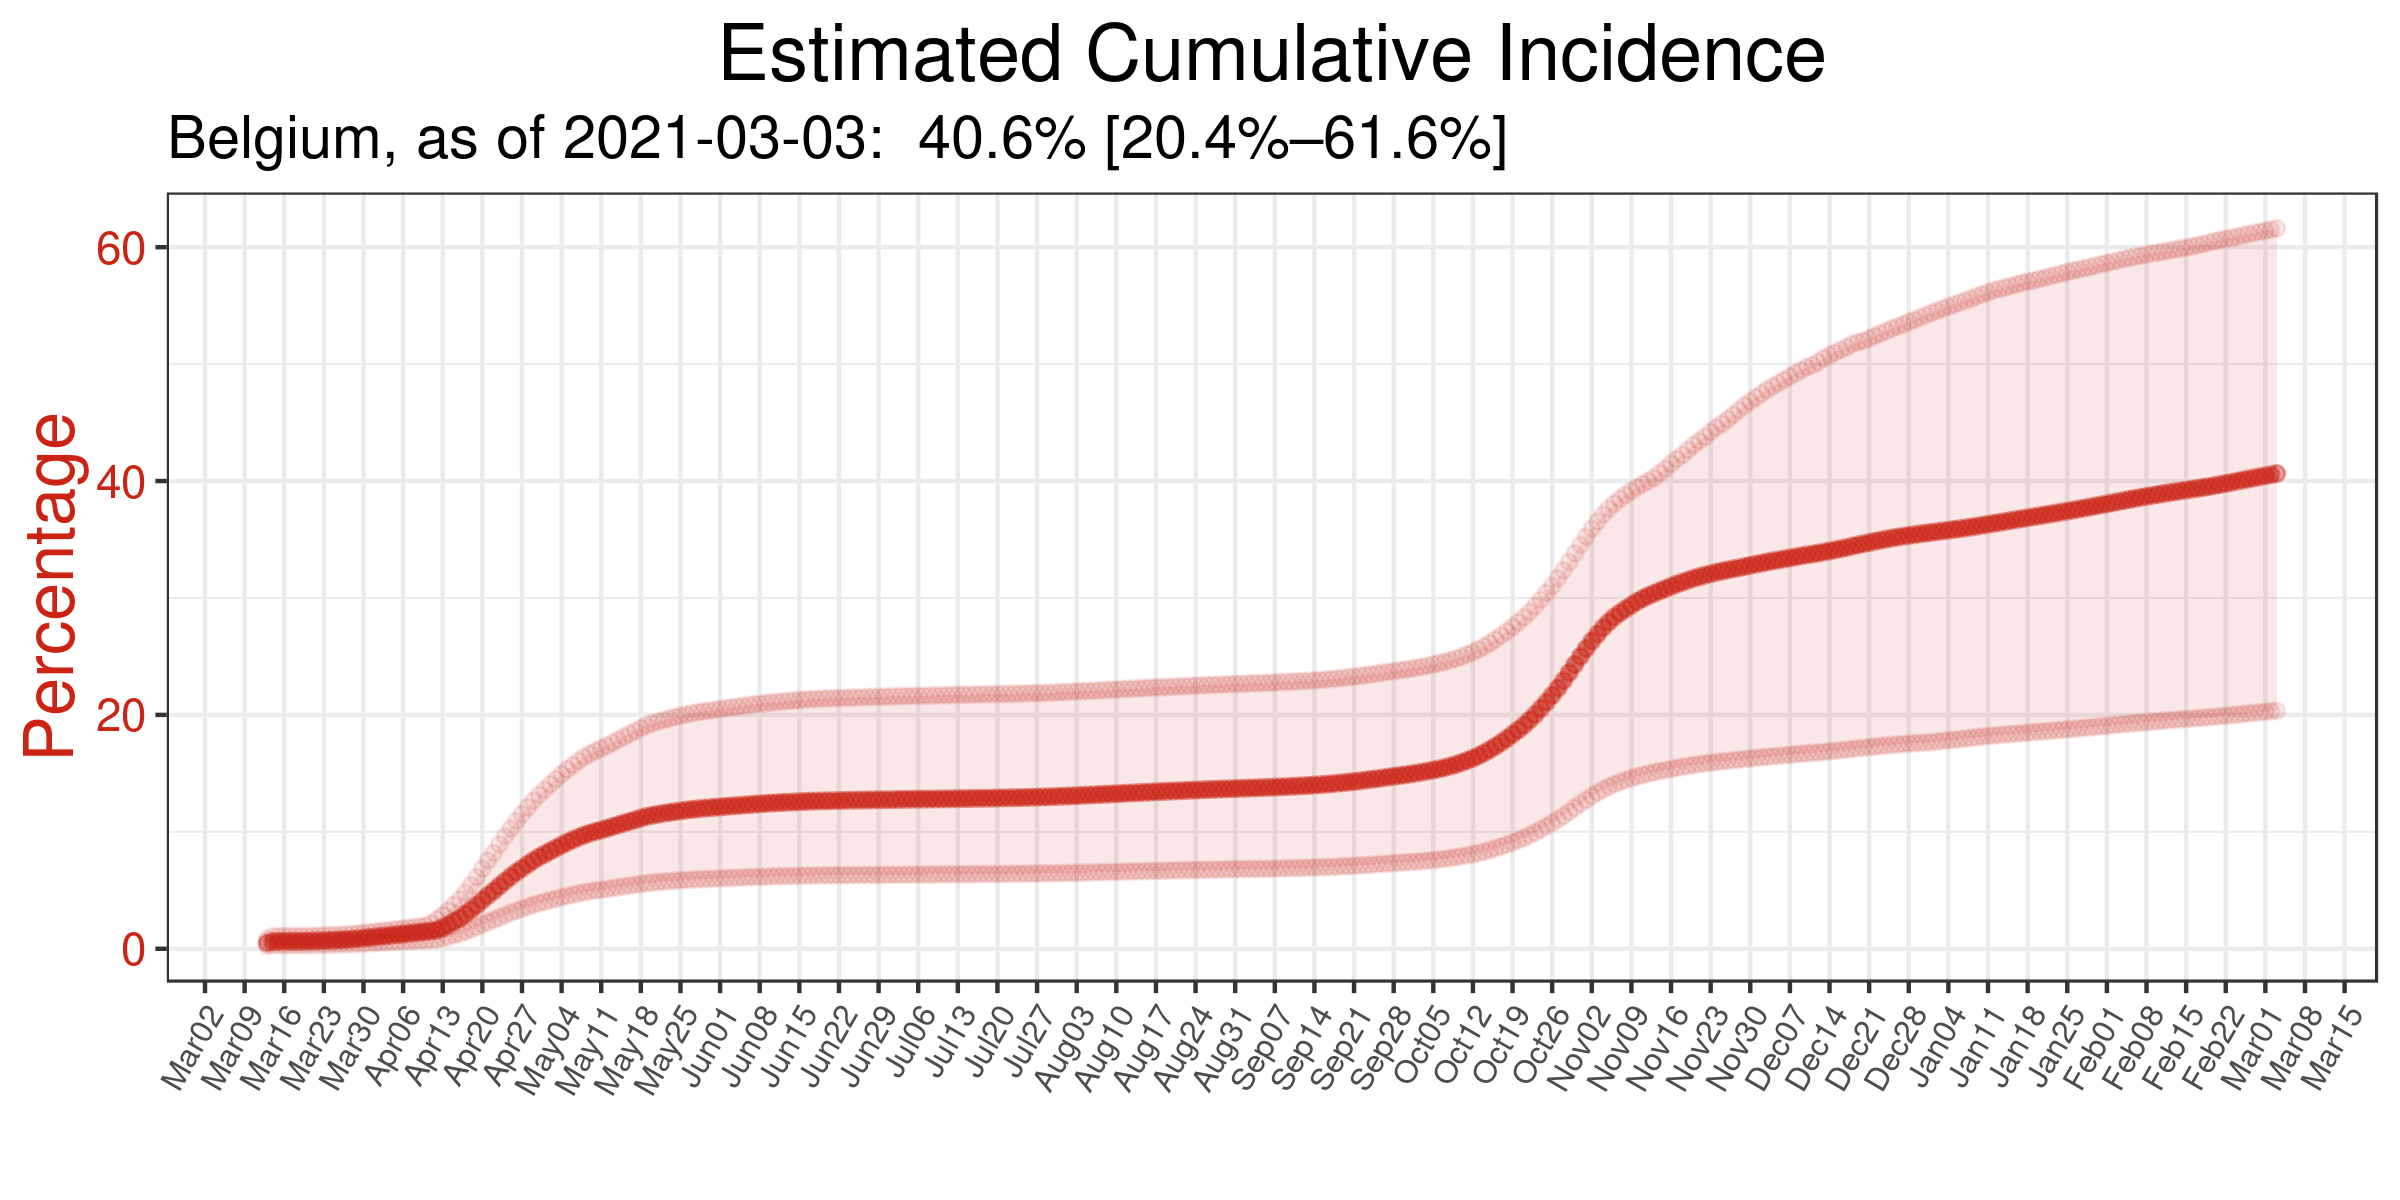 Estimated Cumulative Incidence
Belgium, as of 2021-03-03:  40.6% [20.4%–61.6%]
Percentage
60
40
20
0
Mar02
Mar09
Mar16
Mar23
Mar30
Apr06
Apr13
Apr20
Apr27
May04
May11
May18
May25
Jun01
Jun08
Jun15
Jun22
Jun29
Jul06
Jul13
Jul20
Jul27
Aug03
Aug10
Aug17
Aug24
Aug31
Sep07
Sep14
Sep21
Sep28
Oct05
Oct12
Oct19
Oct26
Nov02
Nov09
Nov16
Nov23
Nov30
Dec07
Dec14
Dec21
Dec28
Jan04
Jan11
Jan18
Jan25
Feb01
Feb08
Feb15
Feb22
Mar01
Mar08
Mar15